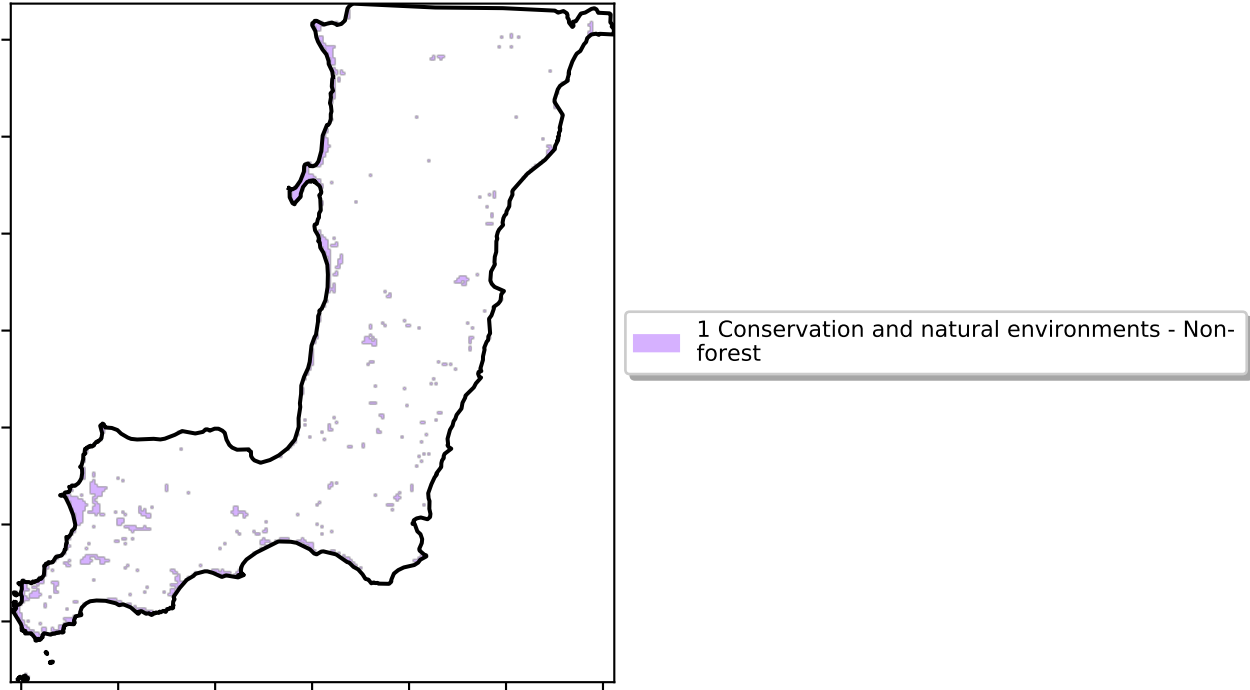 1 Conservation and natural environments - Non-
forest